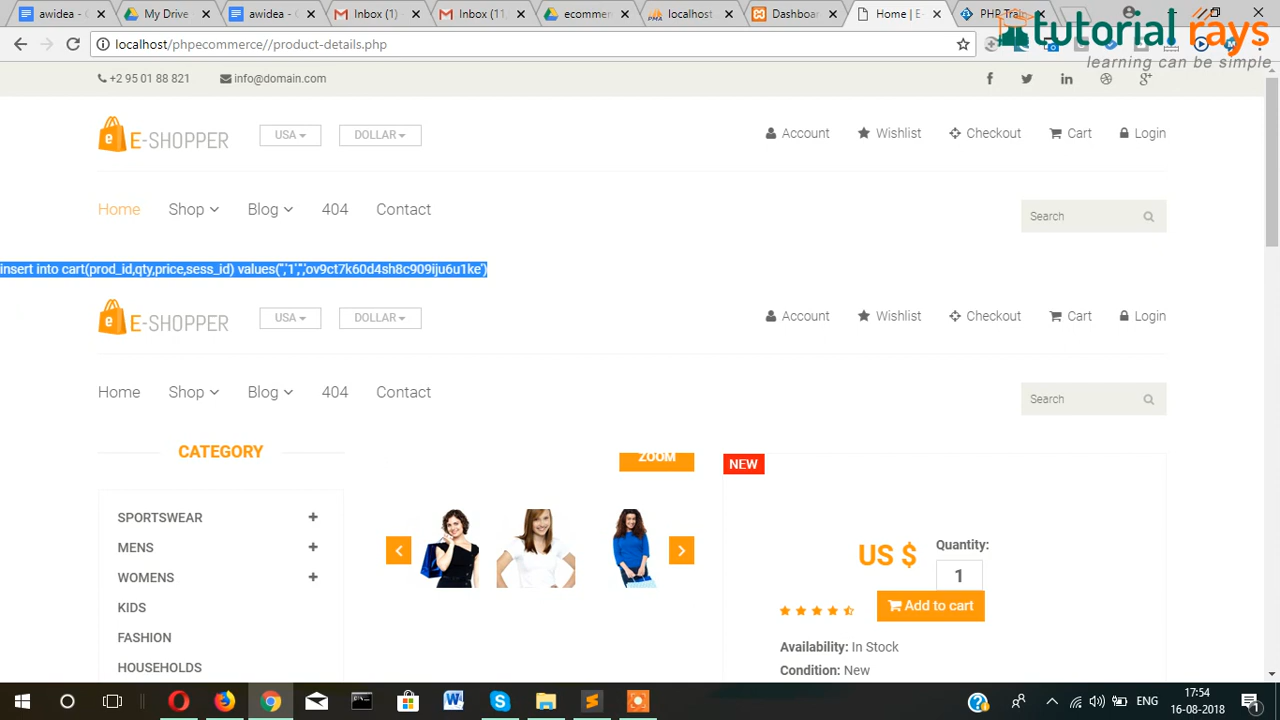 awidea - G
My Drive
awidea - G
Inbox (1)
Inbox (11,
ecommer
PMA localhost
Dashboar
Home | E-
PHP Tra
tutorial rays
learning can be simple
localhost/phpecommerce//product-details.php
+2 95 01 88 821
info@domain.com
E-SHOPPER
USA
DOLLAR
Account
Wishlist
Checkout
Cart
Login
Home
Shop
Blog
404
Contact
Search
insert into cart(prod_id,qty,price,sess_id) values('','1','','ov9ct7k60d4sh8c909iju6u1ke')
E-SHOPPER
USA
DOLLAR
Account
Wishlist
Checkout
Cart
Login
Home
Shop
Blog
404
Contact
Search
CATEGORY
SPORTSWEAR
MENS
WOMENS
KIDS
FASHION
HOUSEHOLDS
ZOOM
NEW
US $
Quantity:
1
Add to cart
Availability: In Stock
Condition: New
ENG
17:54
16-08-2018